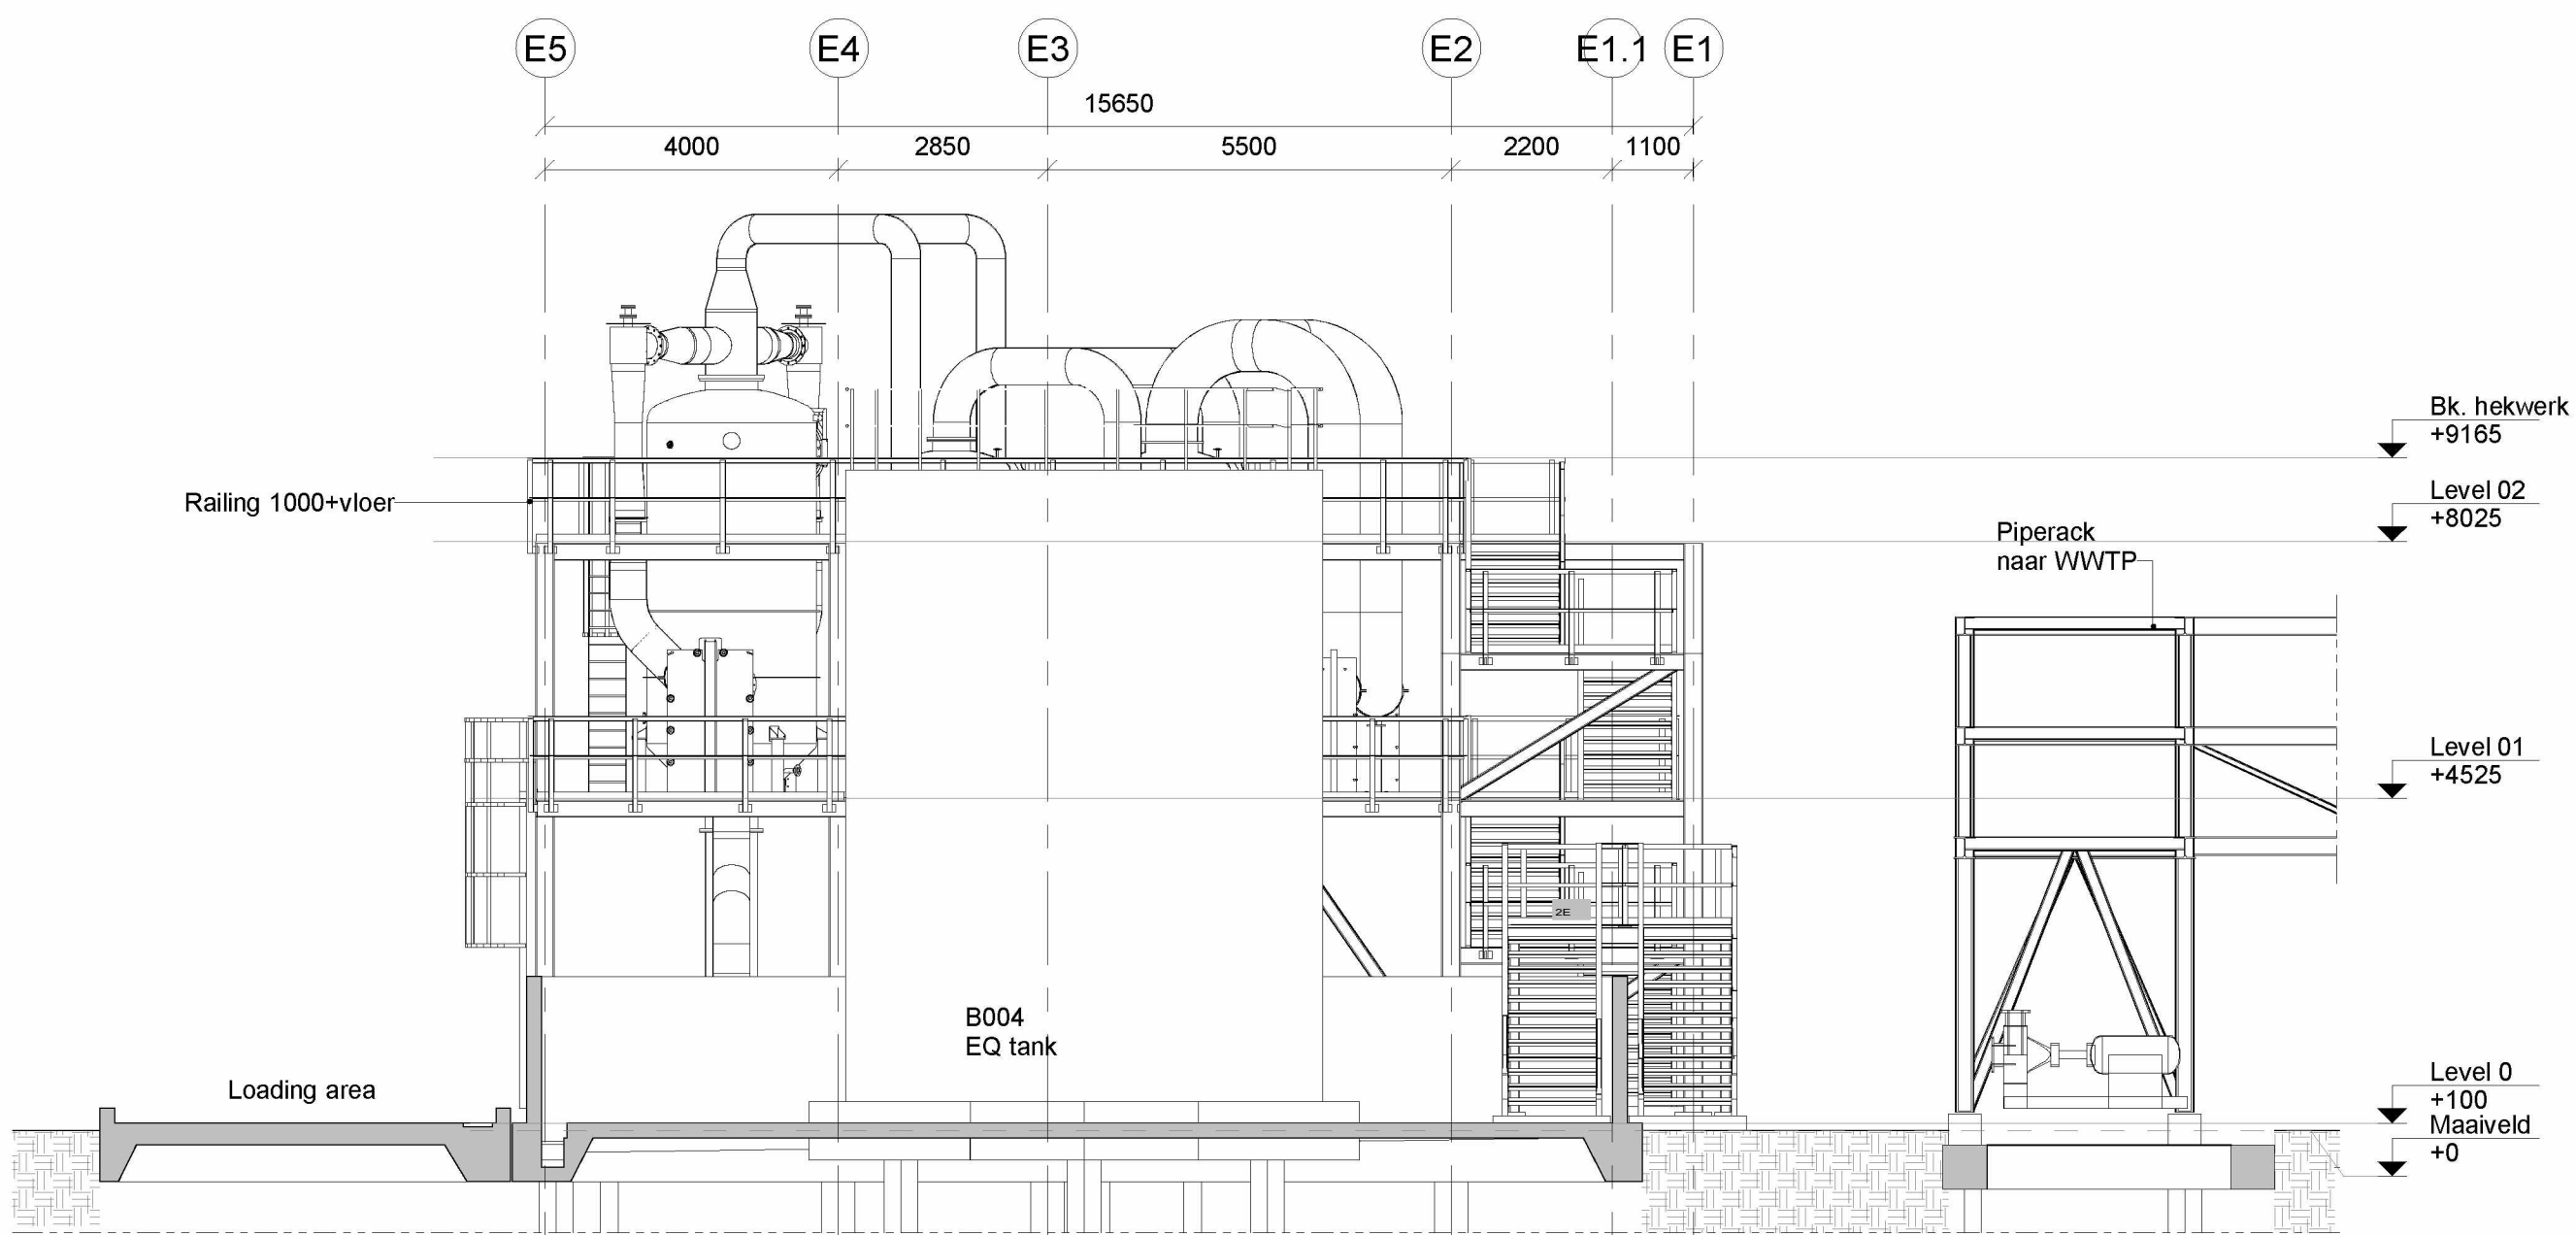 E5 E4 E3 E2 E1.1 E1
15650
4000 2850 5500 2200 1100
Bk. hekwerk
+9165
Railing 1000+vloer
Level 02
+8025
Piperack
naar WWTP
Level 01
+4525
2E
B004
EQ tank
Loading area
Level 0
+100
Maaiveld
+0